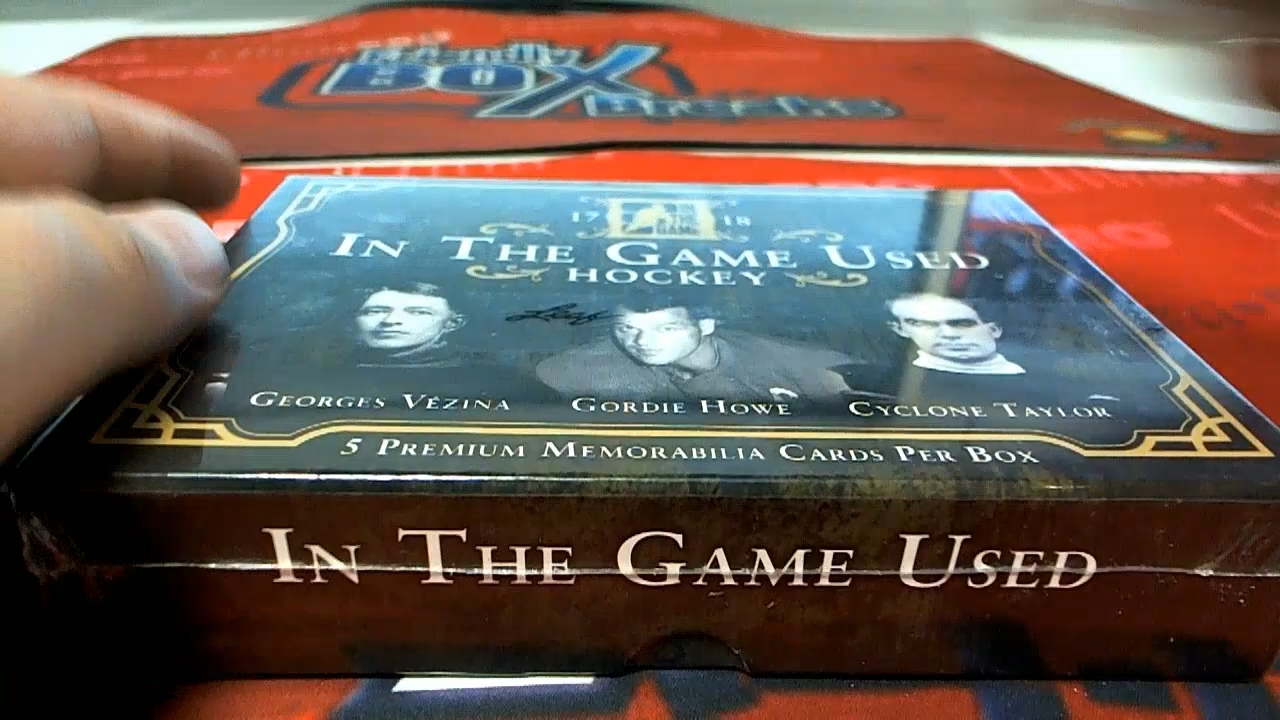 BOX
17 18
IN THE GAME USED
HOCKEY
Leaf
GEORGES VÉZINA GORDIE HOWE CYCLONE TAYLOR
5 PREMIUM MEMORABILIA CARDS PER BOX
IN THE GAME USED